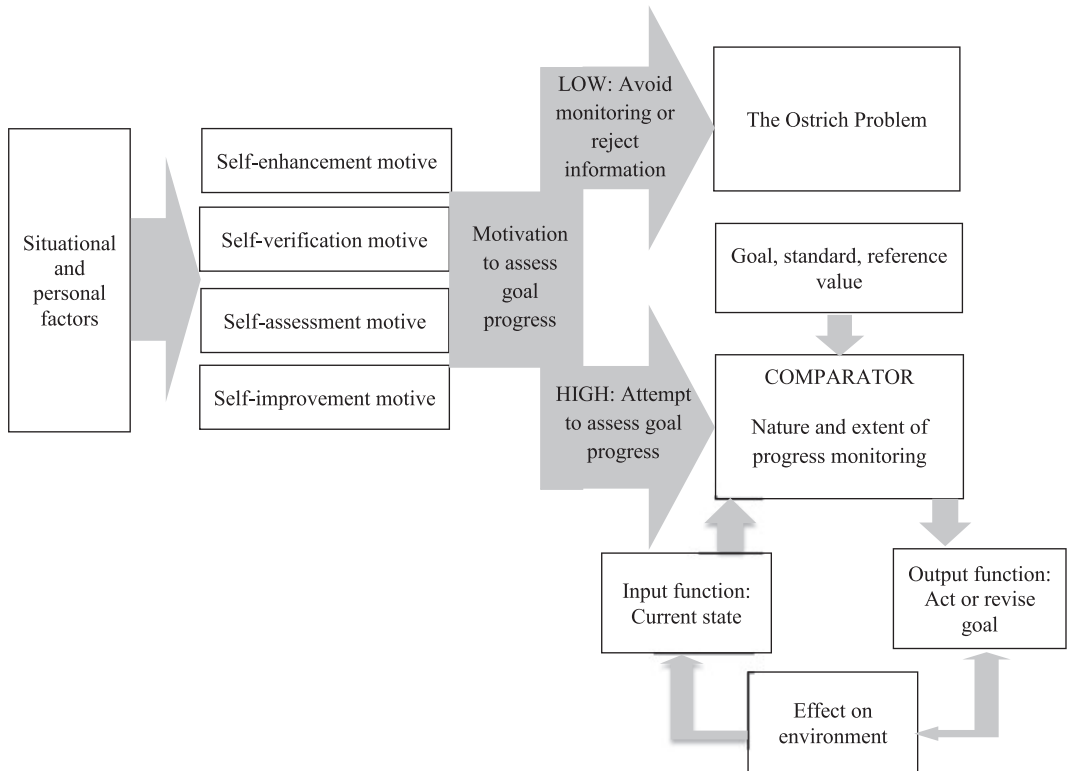 Situational
and
personal
factors
Self-enhancement motive
Self-verification motive
Self-assessment motive
Self-improvement motive
Motivation
to assess
goal
progress
LOW: Avoid
monitoring or
reject
information
The Ostrich Problem
HIGH: Attempt
to assess goal
progress
Goal, standard, reference
value
COMPARATOR
Nature and extent of
progress monitoring
Input function:
Current state
Output function:
Act or revise
goal
Effect on
environment